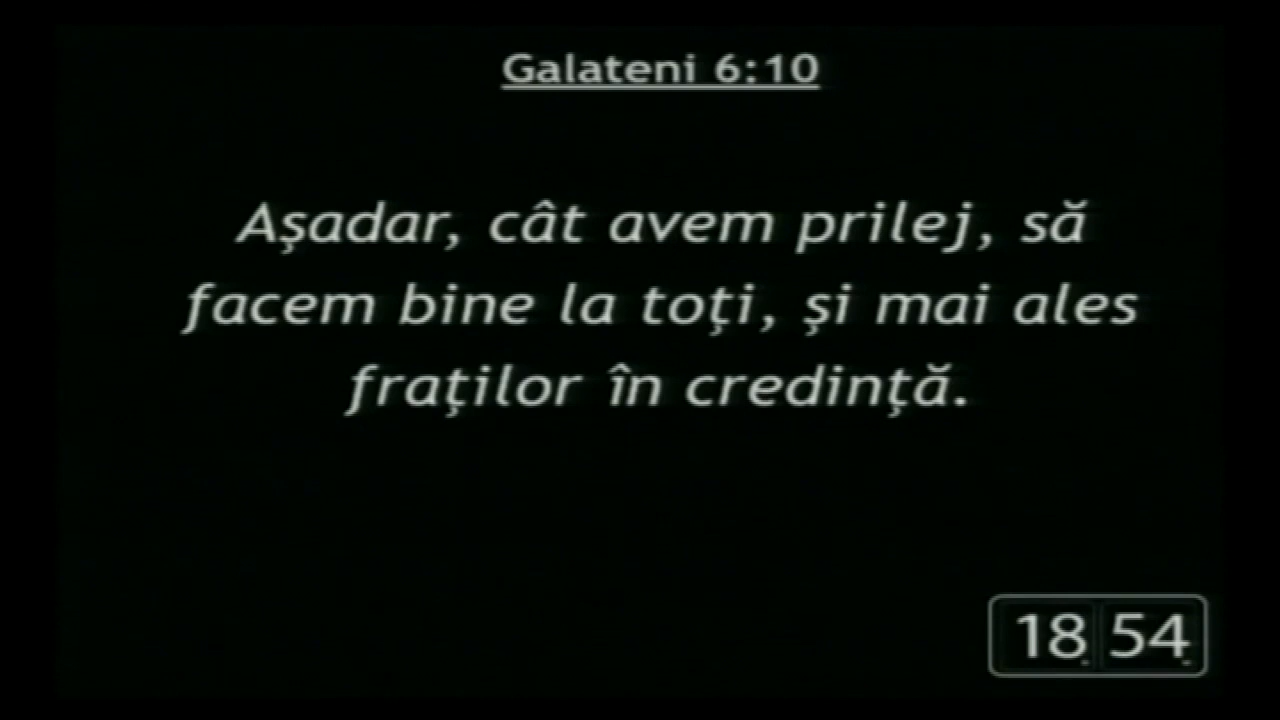 Galateni 6:10
Aşadar, cât avem prilej, să
facem bine la toţi, şi mai ales
fraţilor în credinţă.
18 54